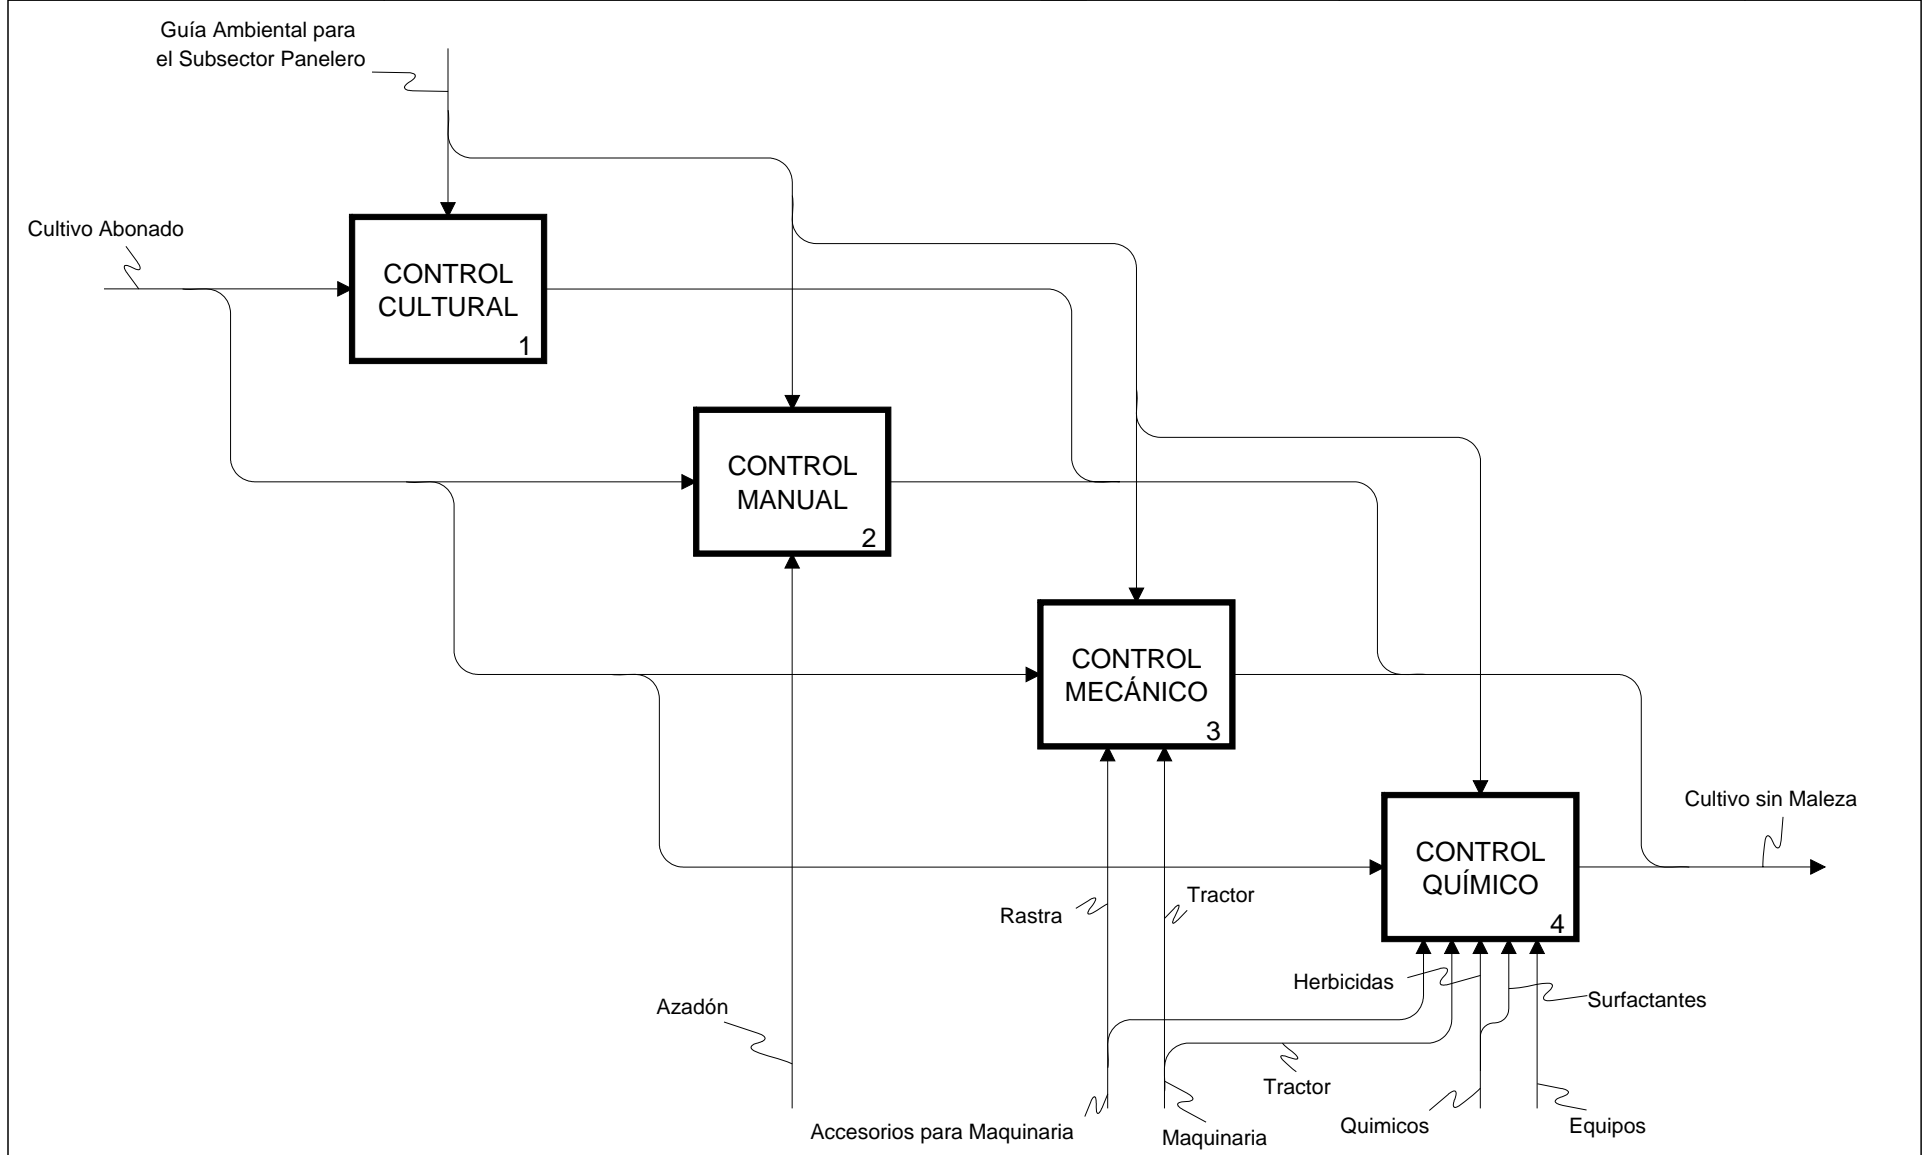 Guía Ambiental para
el Subsector Panelero
Cultivo Abonado
CONTROL
CULTURAL
1
CONTROL
MANUAL
2
CONTROL
MECÁNICO
3
Cultivo sin Maleza
CONTROL
QUÍMICO
4
Tractor
Rastra
Herbicidas
Surfactantes
Azadón
Tractor
Accesorios para Maquinaria
Maquinaria
Quimicos
Equipos